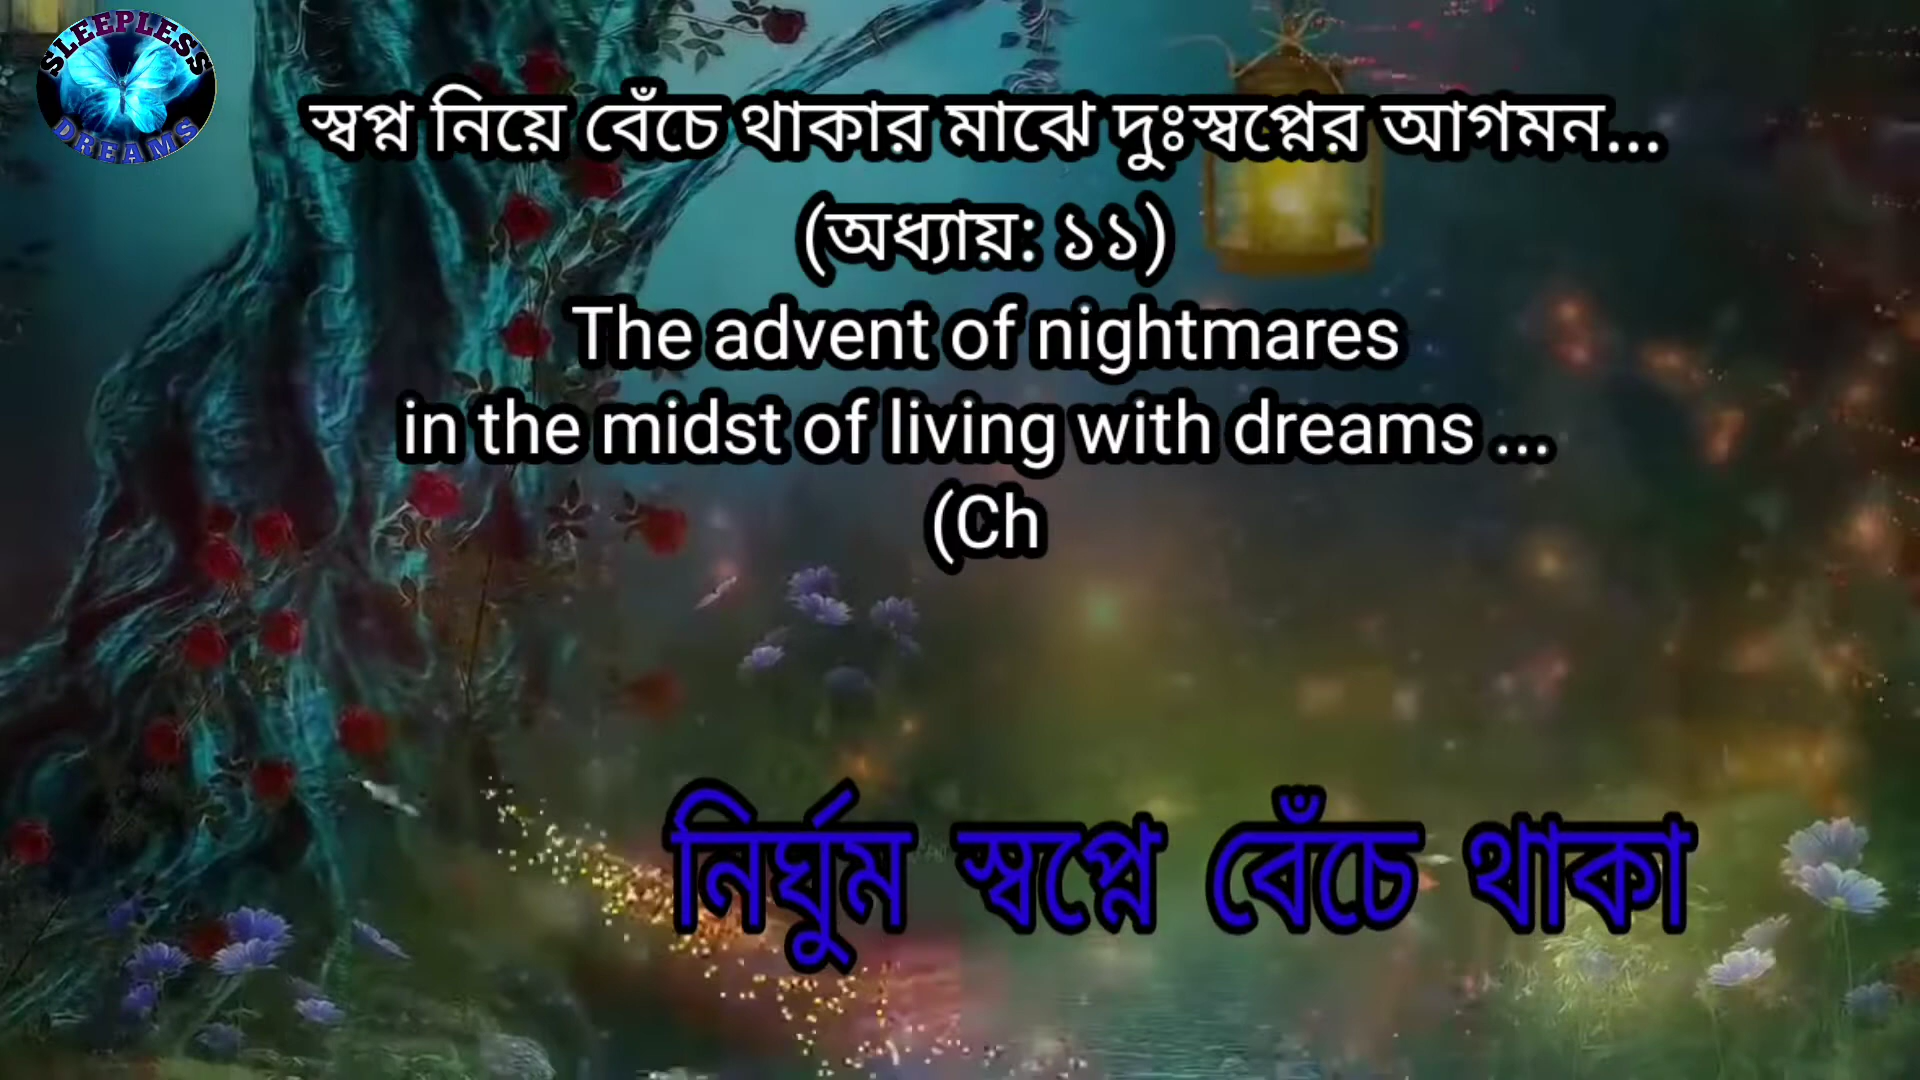 SLEEPLESS
DREAMS
স্বপ্ন নিয়ে বেঁচে থাকার মাঝে দুঃস্বপ্নের আগমন...
(অধ্যায়: ১১)
The advent of nightmares
in the midst of living with dreams ...
(Ch
নির্ঘুম স্বপ্নে বেঁচে থাকা